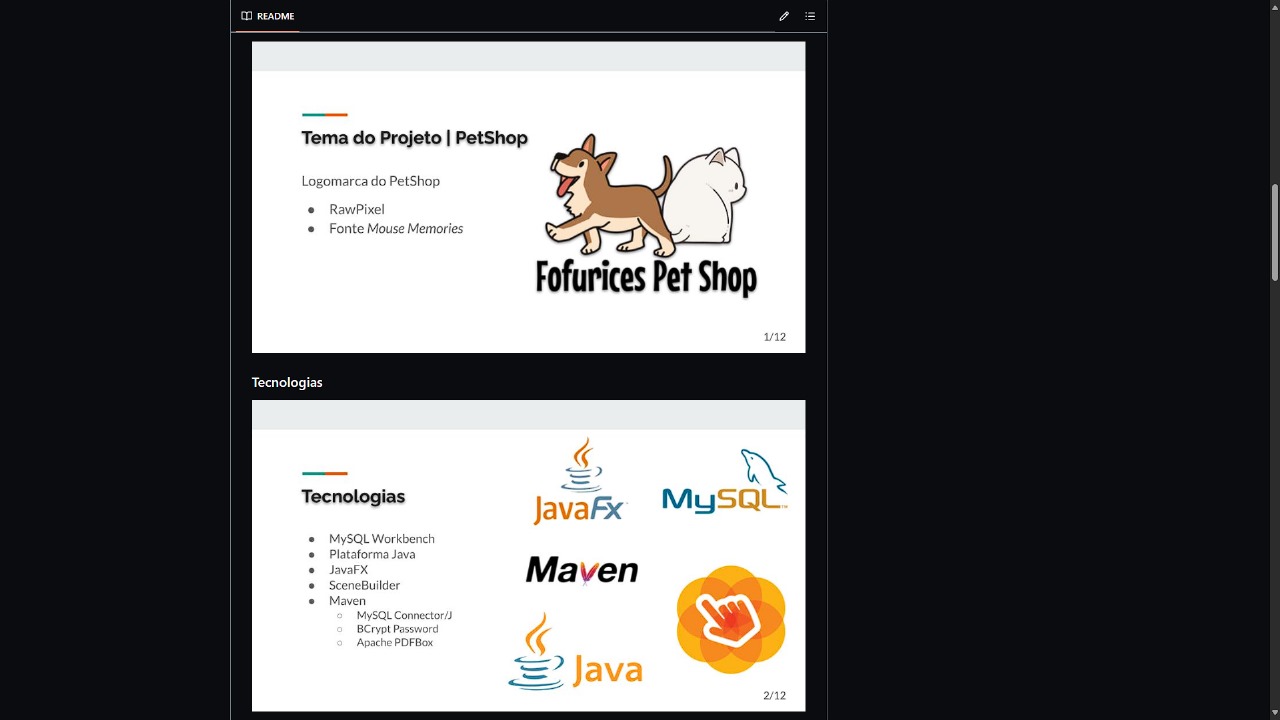 README
Tema do Projeto | PetShop
Logomarca do PetShop
● RawPixel
● Fonte Mouse Memories
Fofurices Pet Shop
1/12
Tecnologias
Tecnologias
● MySQL Workbench
● Plataforma Java
● JavaFX
● SceneBuilder
● Maven
○ MySQL Connector/J
○ BCrypt Password
○ Apache PDFBox
JavaFx
MySQL™
Maven
Java
2/12